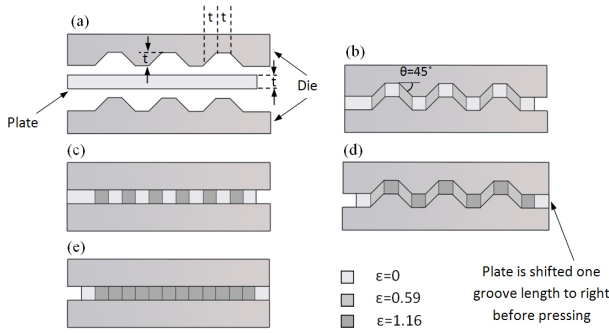 (a)
t t
t
t
Die
Plate
(b)
θ=45°
(c)
(d)
(e)
ε=0
ε=0.59
ε=1.16
Plate is shifted one
groove length to right
before pressing